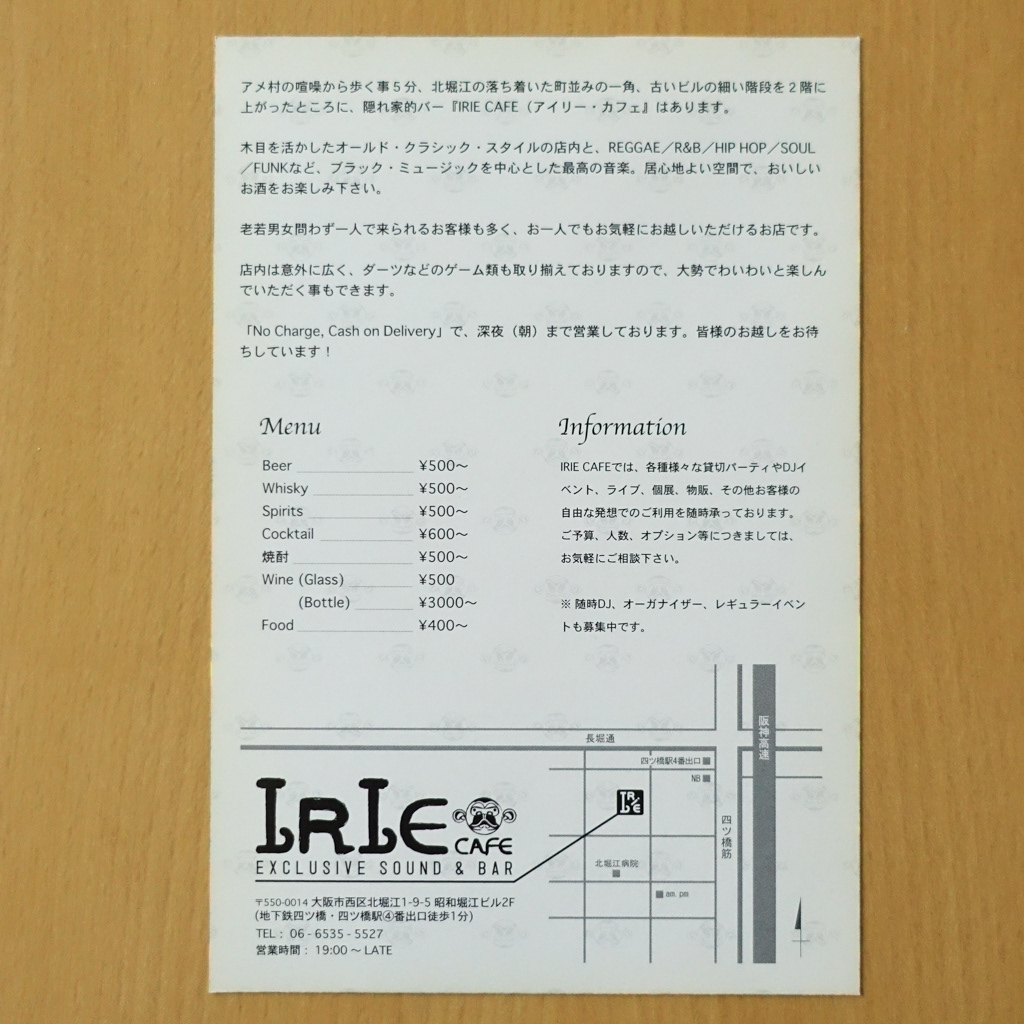 アメ村の喧噪から歩く事５分、北堀江の落ち着いた町並みの一角、古いビルの細い階段を２階に
上がったところに、隠れ家的バー『IRIE CAFE（アイリー・カフェ』はあります。
木目を活かしたオールド・クラシック・スタイルの店内と、REGGAE／R&B／HIP HOP／SOUL
／FUNKなど、ブラック・ミュージックを中心とした最高の音楽。居心地よい空間で、おいしい
お酒をお楽しみ下さい。
老若男女問わず一人で来られるお客様も多く、お一人でもお気軽にお越しいただけるお店です。
店内は意外に広く、ダーツなどのゲーム類も取り揃えておりますので、大勢でわいわいと楽しん
でいただく事もできます。
「No Charge, Cash on Delivery」で、深夜（朝）まで営業しております。皆様のお越しをお待
ちしています！
Menu
Beer ¥500〜
Whisky ¥500〜
Spirits ¥500〜
Cocktail ¥600〜
焼酎 ¥500〜
Wine (Glass) ¥500
(Bottle) ¥3000〜
Food ¥400〜
Information
IRIE CAFEでは、各種様々な貸切パーティやDJイ
ベント、ライブ、個展、物販、その他お客様の
自由な発想でのご利用を随時承っております。
ご予算、人数、オプション等につきましては、
お気軽にご相談下さい。
※ 随時DJ、オーガナイザー、レギュラーイベン
トも募集中です。
阪神高速
長堀通
四ツ橋駅4番出口
NB
IRIE
四ツ橋筋
北堀江病院
am. pm
IRIE CAFE
EXCLUSIVE SOUND & BAR
〒550-0014 大阪市西区北堀江1-9-5 昭和堀江ビル2F
(地下鉄四ツ橋・四ツ橋駅④番出口徒歩1分)
TEL： 06 - 6535 - 5527
営業時間： 19:00 〜 LATE